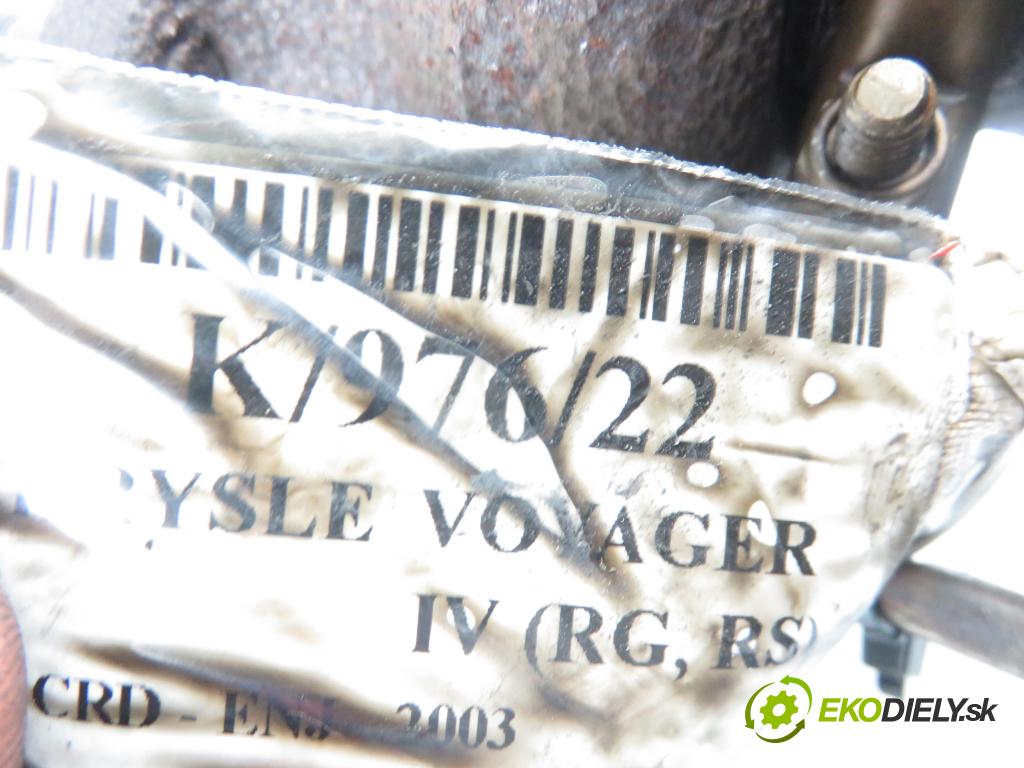 K/976/22
RYSLE VOYAGER
IV (RG, RS)
CRD - ENJ 2003
EKODIELY.sk